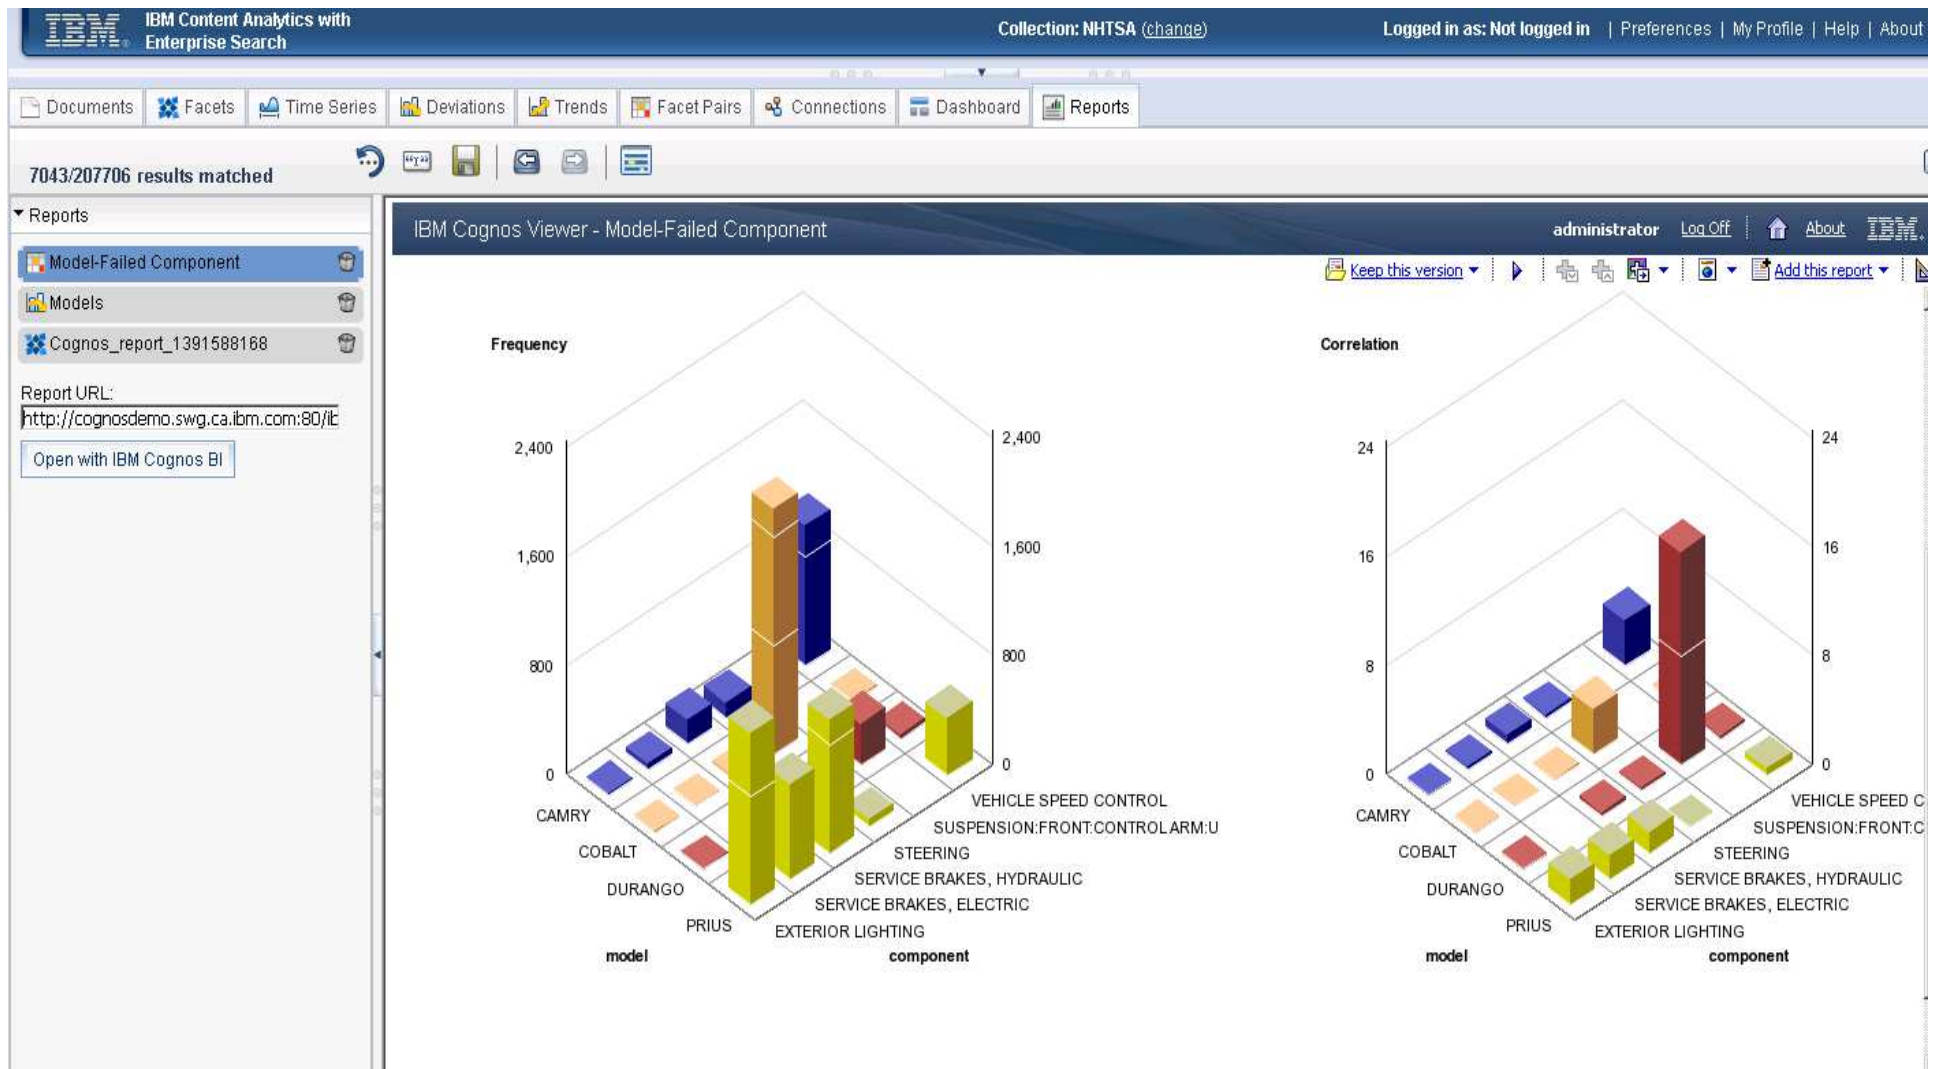 IBM Content Analytics with
Enterprise Search
IBM
Collection: NHTSA (change)
Logged in as: Not logged in | Preferences | My Profile | Help | About
Documents Facets Time Series Deviations Trends Facet Pairs Connections Dashboard Reports
7043/207706 results matched
Reports
Model-Failed Component
Models
Cognos_report_1391588168
Report URL:
http://cognosdemo.swg.ca.ibm.com:80/ib
Open with IBM Cognos BI
IBM Cognos Viewer - Model-Failed Component
administrator Log Off About IBM.
Keep this version Add this report
Frequency
2,400
1,600
800
0
2,400
1,600
800
0
CAMRY
COBALT
DURANGO
PRIUS
VEHICLE SPEED CONTROL
SUSPENSION:FRONT:CONTROL ARM:U
STEERING
SERVICE BRAKES, HYDRAULIC
SERVICE BRAKES, ELECTRIC
EXTERIOR LIGHTING
model
component
Correlation
24
16
8
0
24
16
8
0
CAMRY
COBALT
DURANGO
PRIUS
VEHICLE SPEED C
SUSPENSION:FRONT:C
STEERING
SERVICE BRAKES, HYDRAULIC
SERVICE BRAKES, ELECTRIC
EXTERIOR LIGHTING
model
component